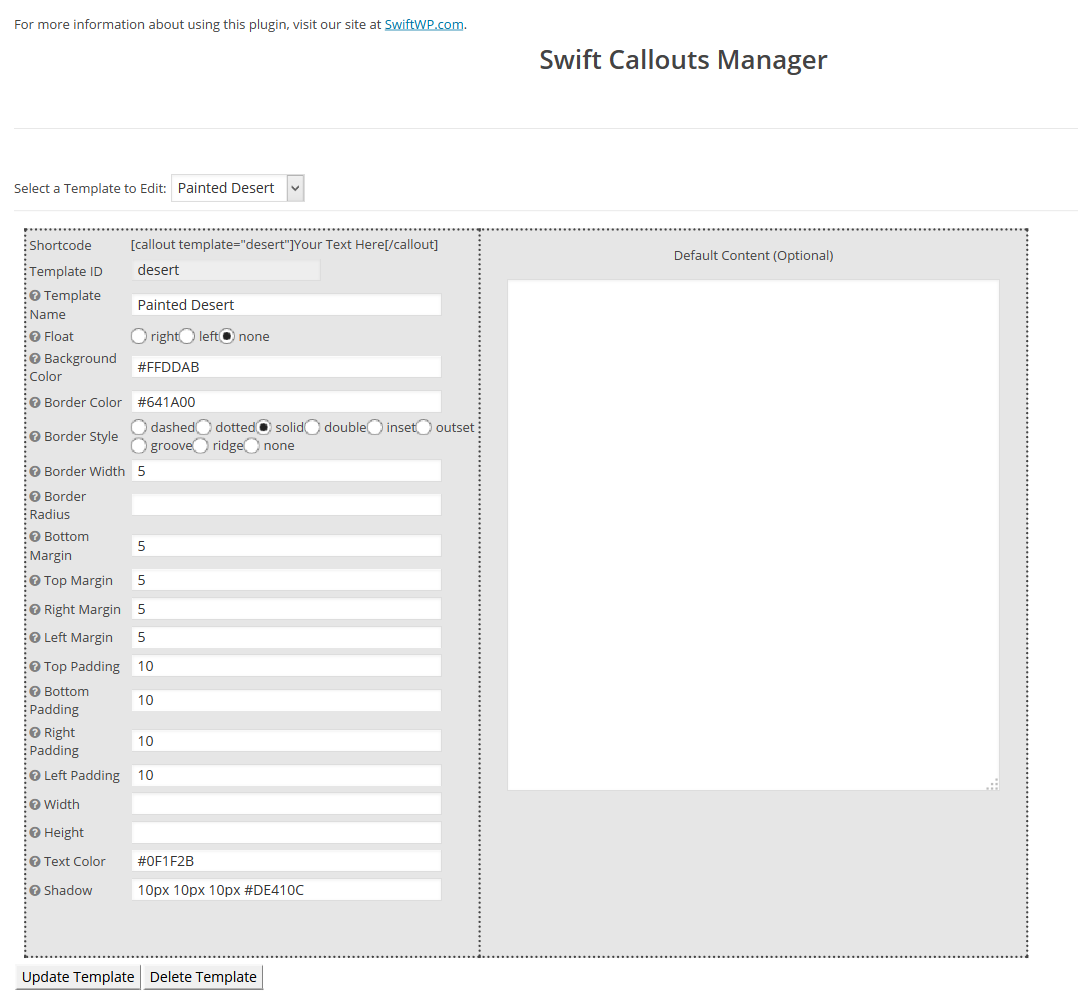 For more information about using this plugin, visit our site at SwiftWP.com.
Swift Callouts Manager
Select a Template to Edit: Painted Desert
Shortcode [callout template="desert"]Your Text Here[/callout]
Template ID desert
Template Name Painted Desert
Float right left none
Background Color #FFDDAB
Border Color #641A00
Border Style dashed dotted solid double inset outset
groove ridge none
Border Width 5
Border Radius
Bottom Margin 5
Top Margin 5
Right Margin 5
Left Margin 5
Top Padding 10
Bottom Padding 10
Right Padding 10
Left Padding 10
Width
Height
Text Color #0F1F2B
Shadow 10px 10px 10px #DE410C
Default Content (Optional)
Update Template Delete Template